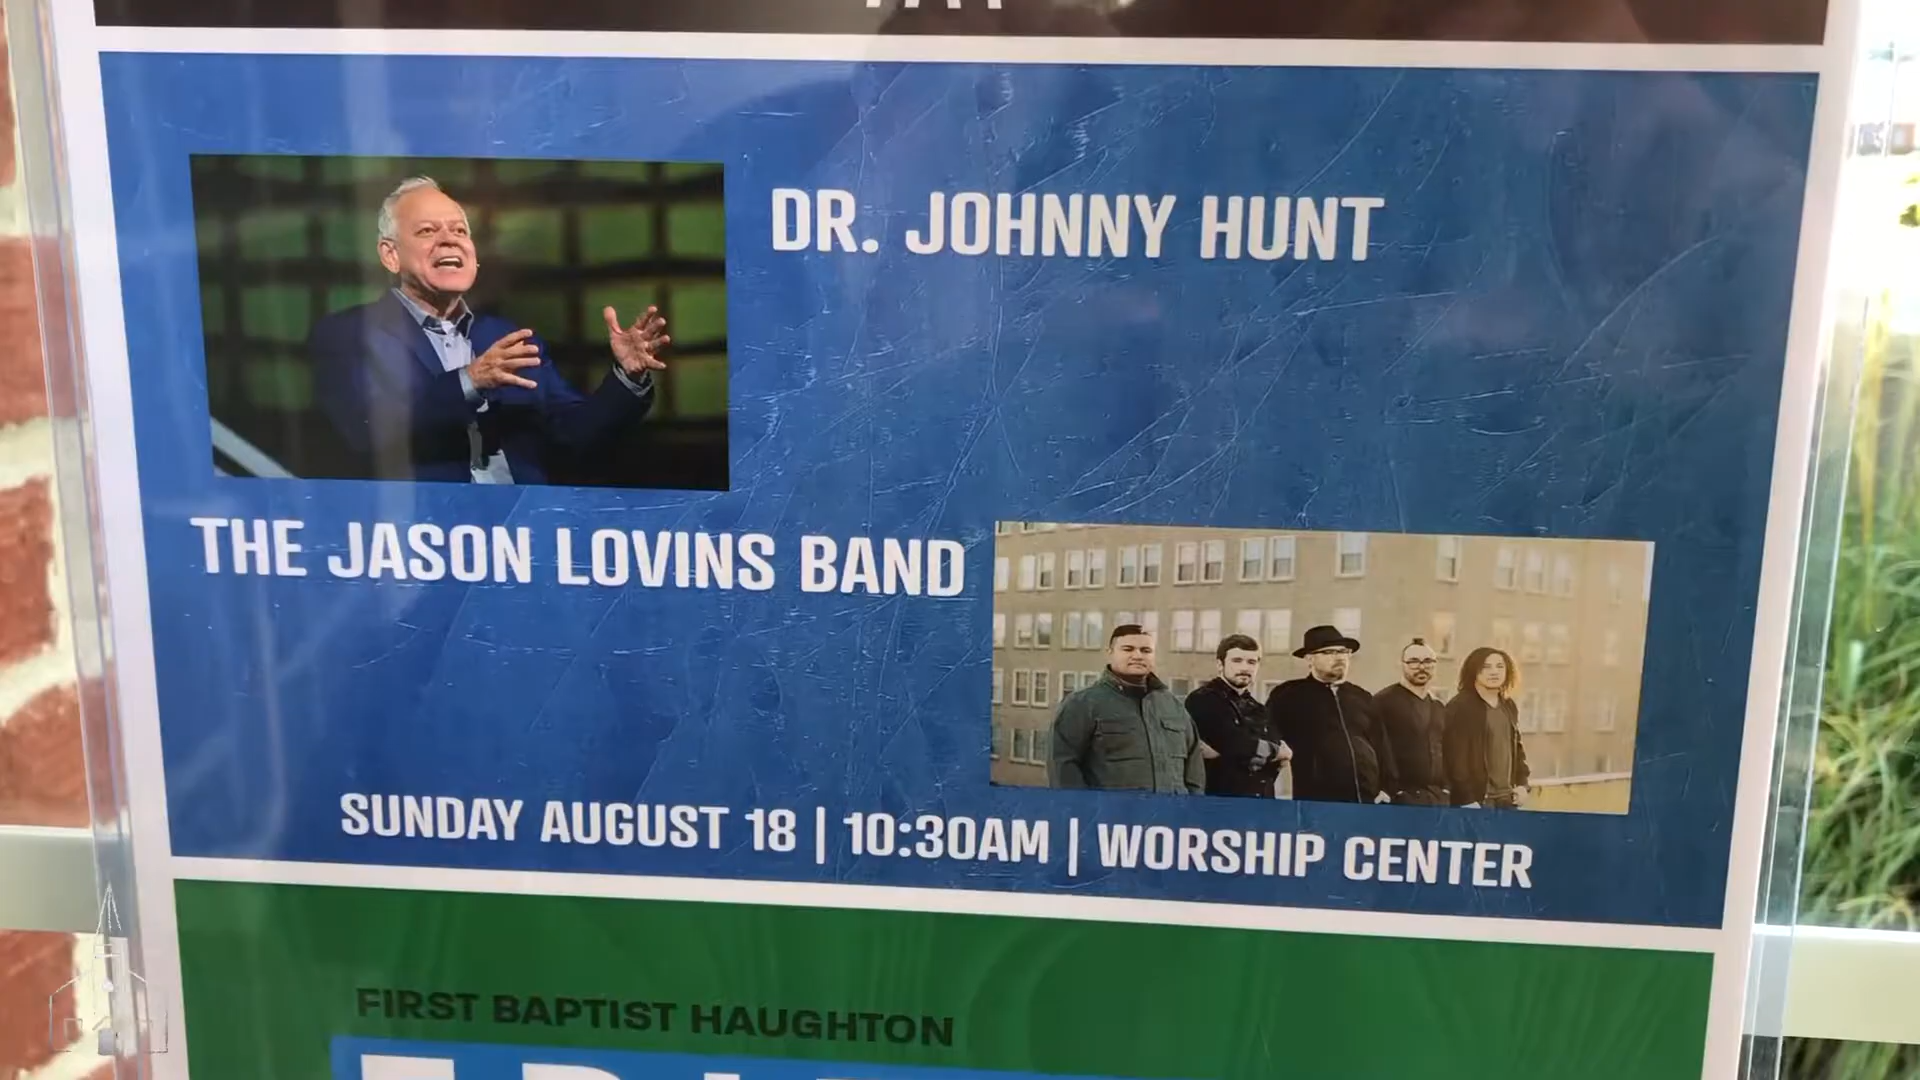 DR. JOHNNY HUNT
THE JASON LOVINS BAND
SUNDAY AUGUST 18 | 10:30AM | WORSHIP CENTER
FIRST BAPTIST HAUGHTON